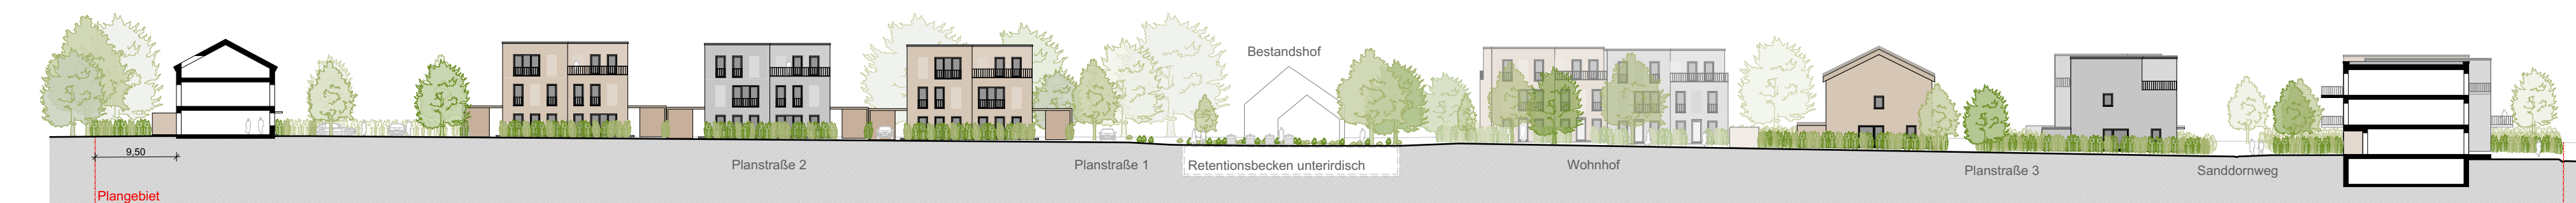 Bestandshof
9,50
Planstraße 2
Planstraße 1
Retentionsbecken unterirdisch
Wohnhof
Planstraße 3
Sanddornweg
Plangebiet